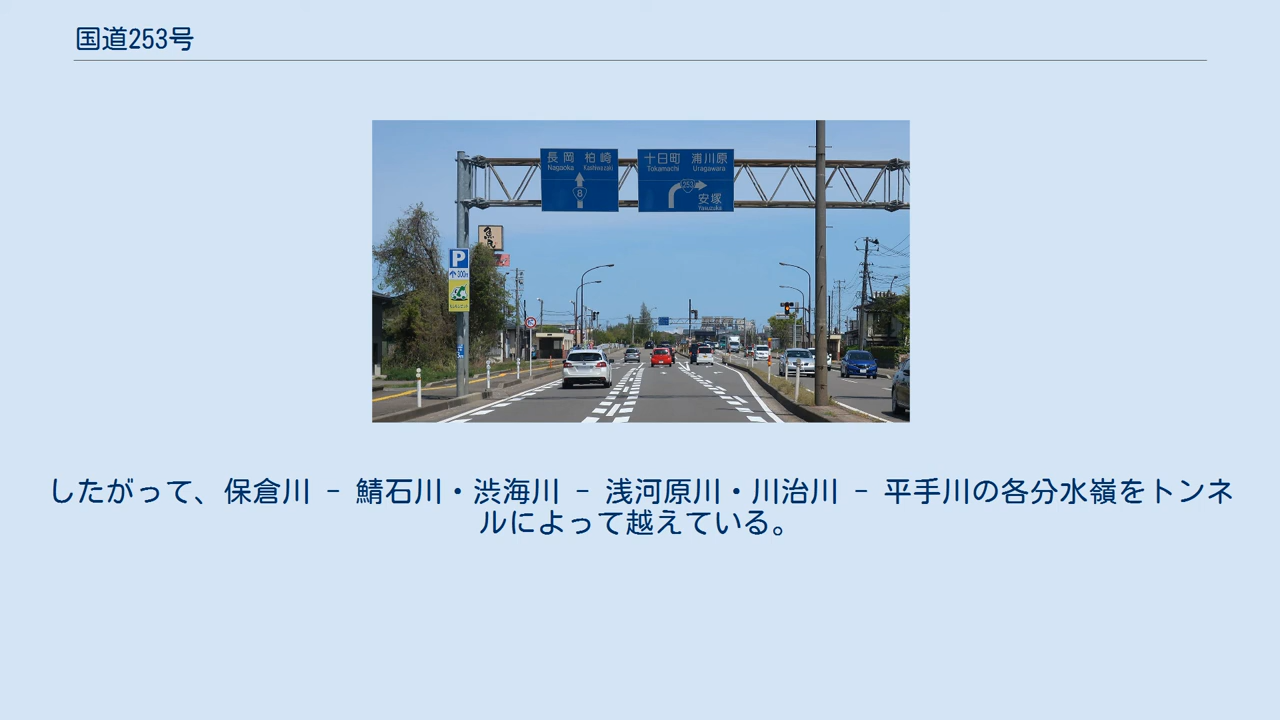 国道253号
長岡 柏崎
Nagaoka Kashiwazaki
8
十日町 浦川原
Tokamachi Uragawara
253
安塚
Yasuzuka
魚民
P
300m
したがって、保倉川 － 鯖石川・渋海川 － 浅河原川・川治川 － 平手川の各分水嶺をトンネ
ルによって越えている。